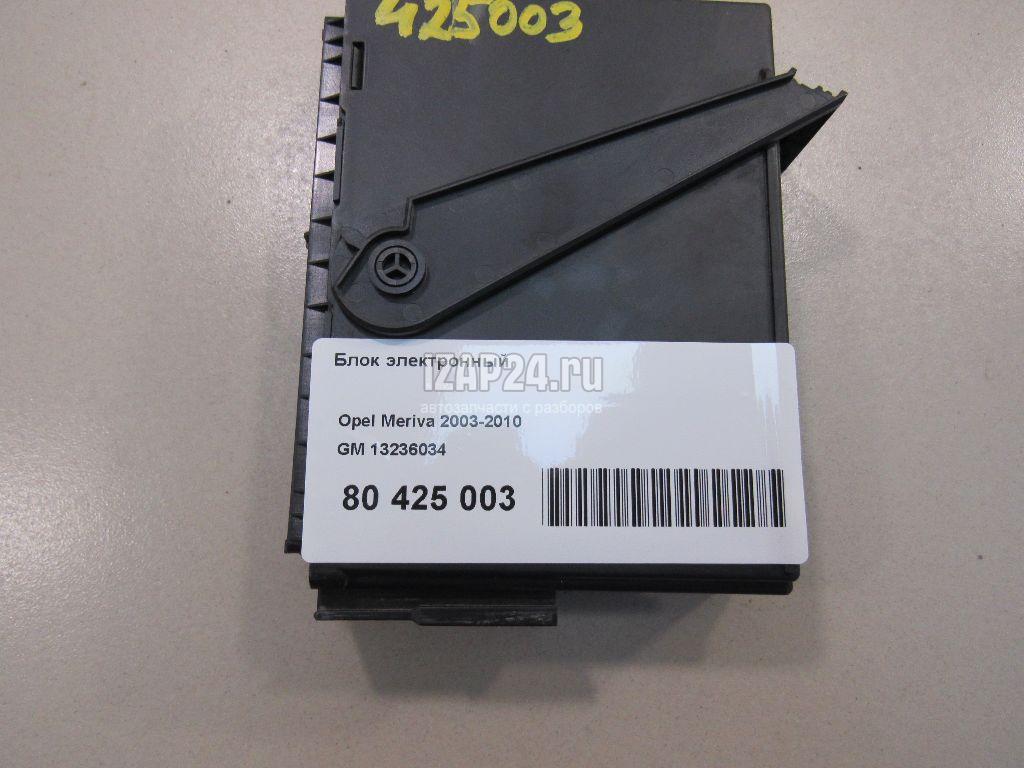 425003
Блок электронный
IZAP24.ru
автозапчасти с разборов
Opel Meriva 2003-2010
GM 13236034
80 425 003